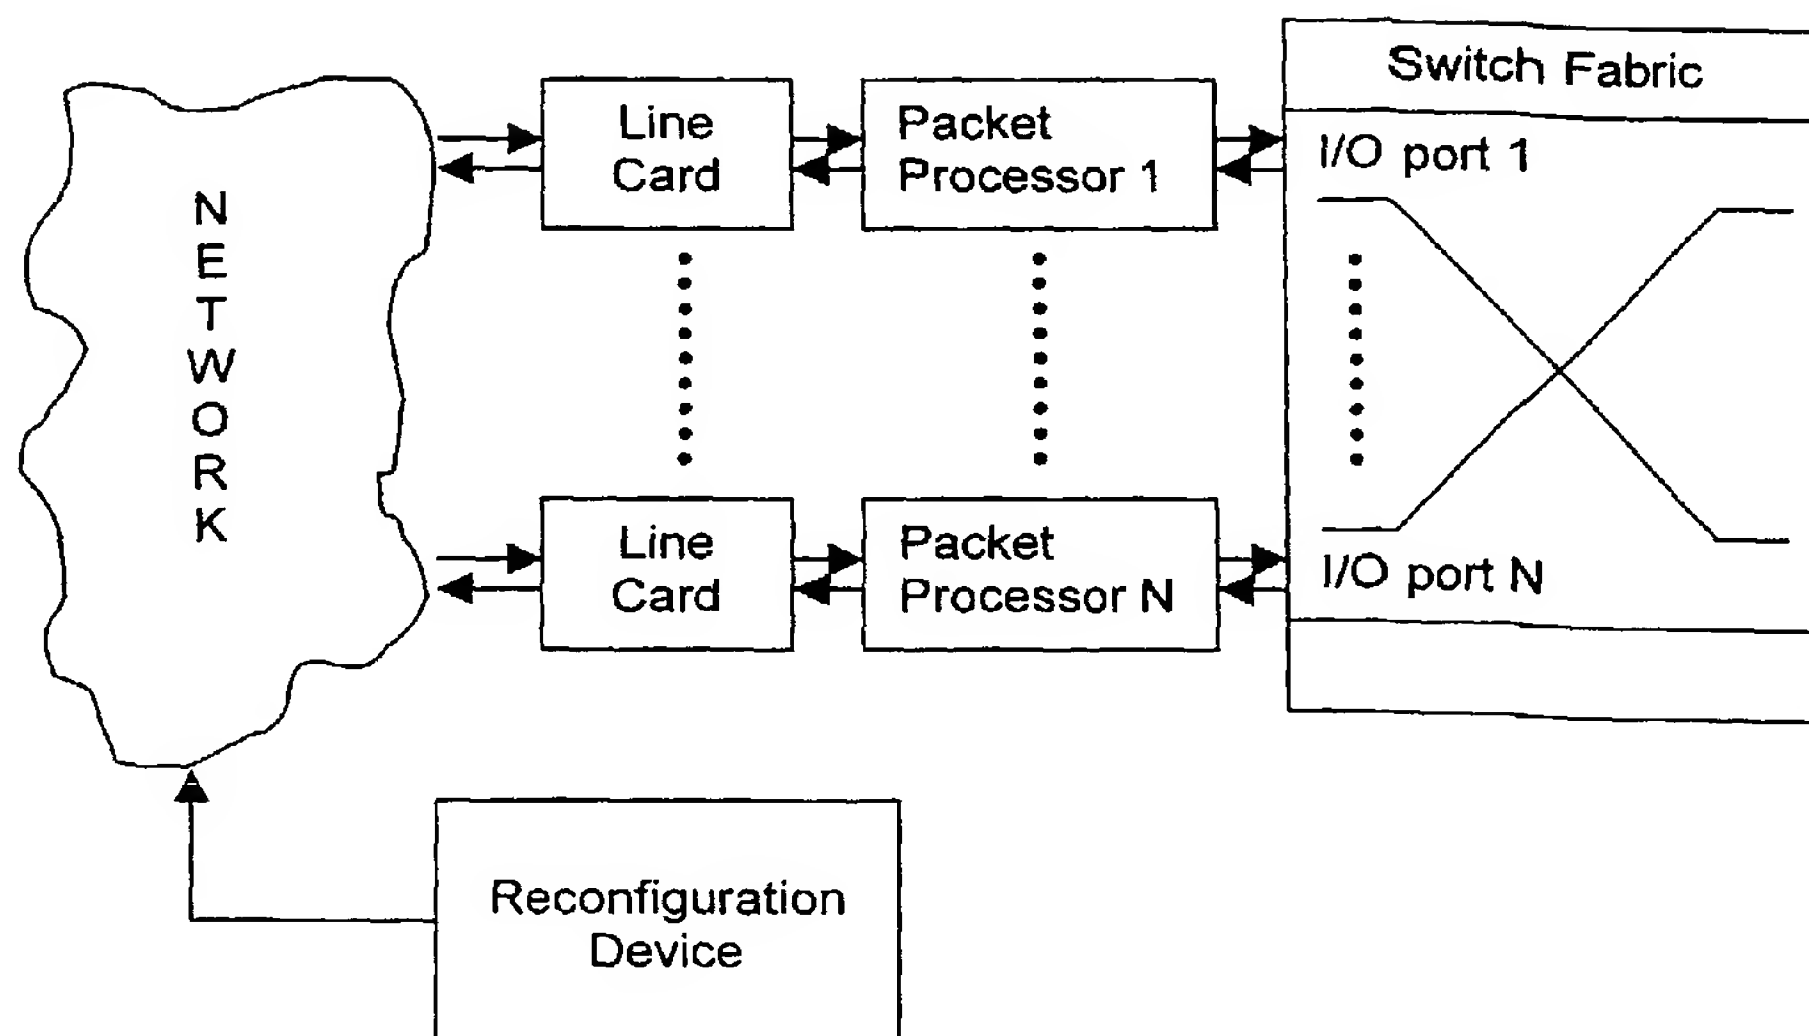 Switch Fabric
Line
Card
Packet
Processor 1
I/O port 1
N
E
T
W
O
R
K
Line
Card
Packet
Processor N
I/O port N
Reconfiguration
Device